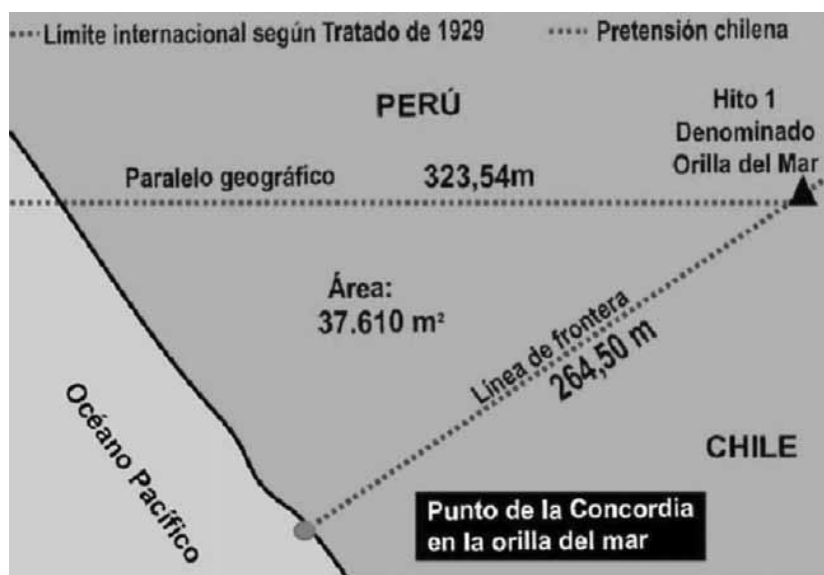 Límite internacional según Tratado de 1929
Pretensión chilena
PERÚ
Hito 1
Denominado
Orilla del Mar
Paralelo geográfico
323,54m
Área:
37.610 m²
Línea de frontera
264,50 m
Océano Pacífico
CHILE
Punto de la Concordia
en la orilla del mar